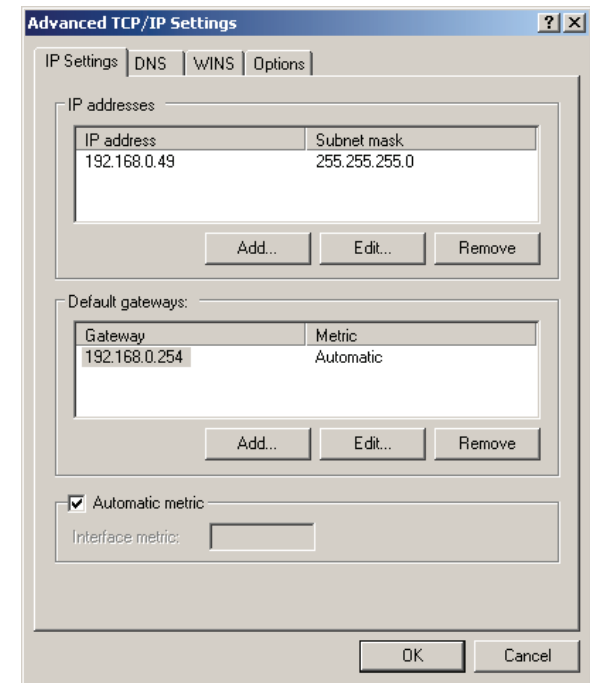 Advanced TCP/IP Settings ? X
IP Settings DNS WINS Options
IP addresses
IP address Subnet mask
192.168.0.49 255.255.255.0
Add... Edit... Remove
Default gateways:
Gateway Metric
192.168.0.254 Automatic
Add... Edit... Remove
Automatic metric
Interface metric:
OK Cancel